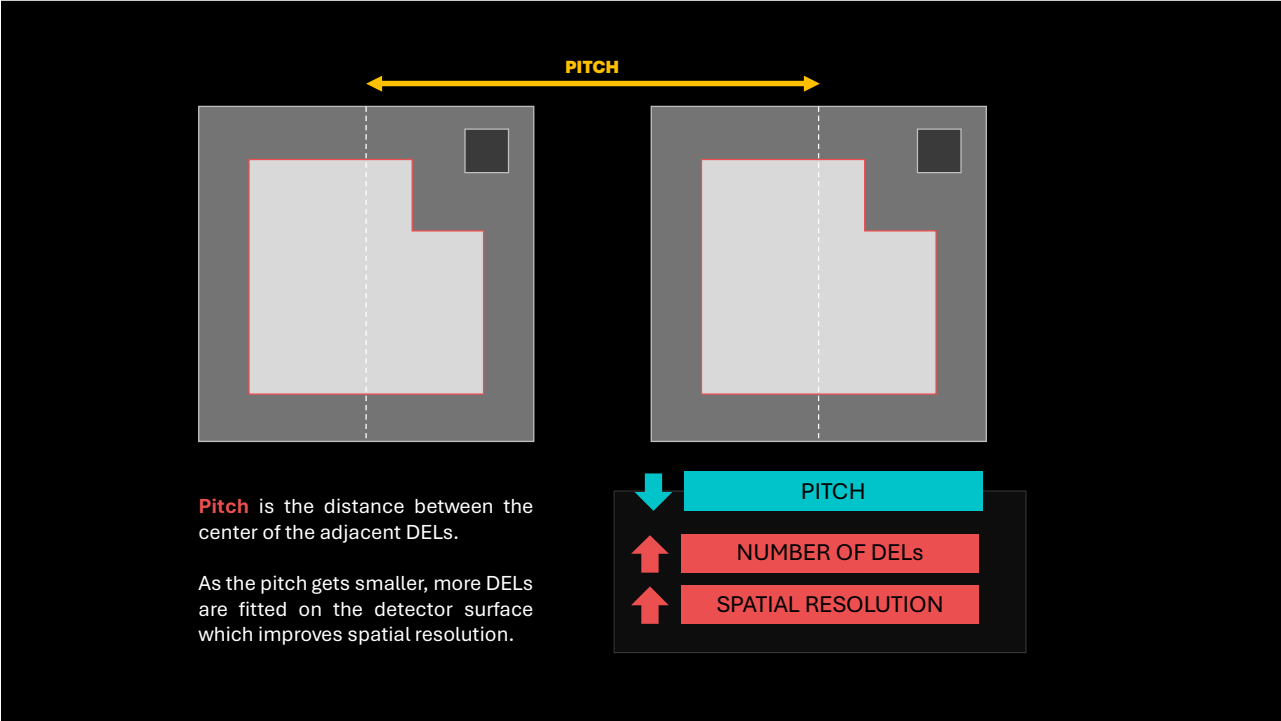 PITCH
Pitch is the distance between the
center of the adjacent DELs.
As the pitch gets smaller, more DELs
are fitted on the detector surface
which improves spatial resolution.
PITCH
NUMBER OF DELs
SPATIAL RESOLUTION